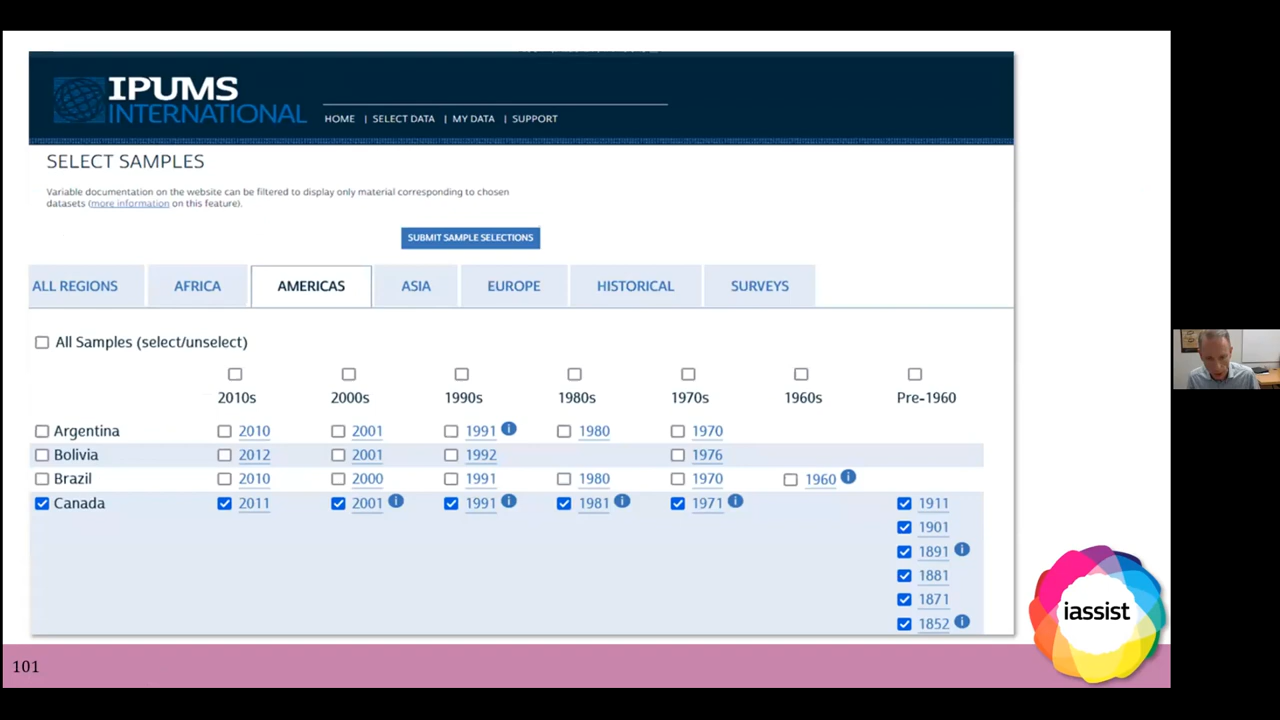 IPUMS
INTERNATIONAL
HOME | SELECT DATA | MY DATA | SUPPORT
SELECT SAMPLES
Variable documentation on the website can be filtered to display only material corresponding to chosen
datasets (more information on this feature).
SUBMIT SAMPLE SELECTIONS
ALL REGIONS AFRICA AMERICAS ASIA EUROPE HISTORICAL SURVEYS
All Samples (select/unselect)
2010s 2000s 1990s 1980s 1970s 1960s Pre-1960
Argentina 2010 2001 1991 i 1980 1970
Bolivia 2012 2001 1992 1976
Brazil 2010 2000 1991 1980 1970 1960 i
Canada 2011 2001 i 1991 i 1981 i 1971 i 1911
1901
1891 i
1881
1871
1852 i
iassist
101